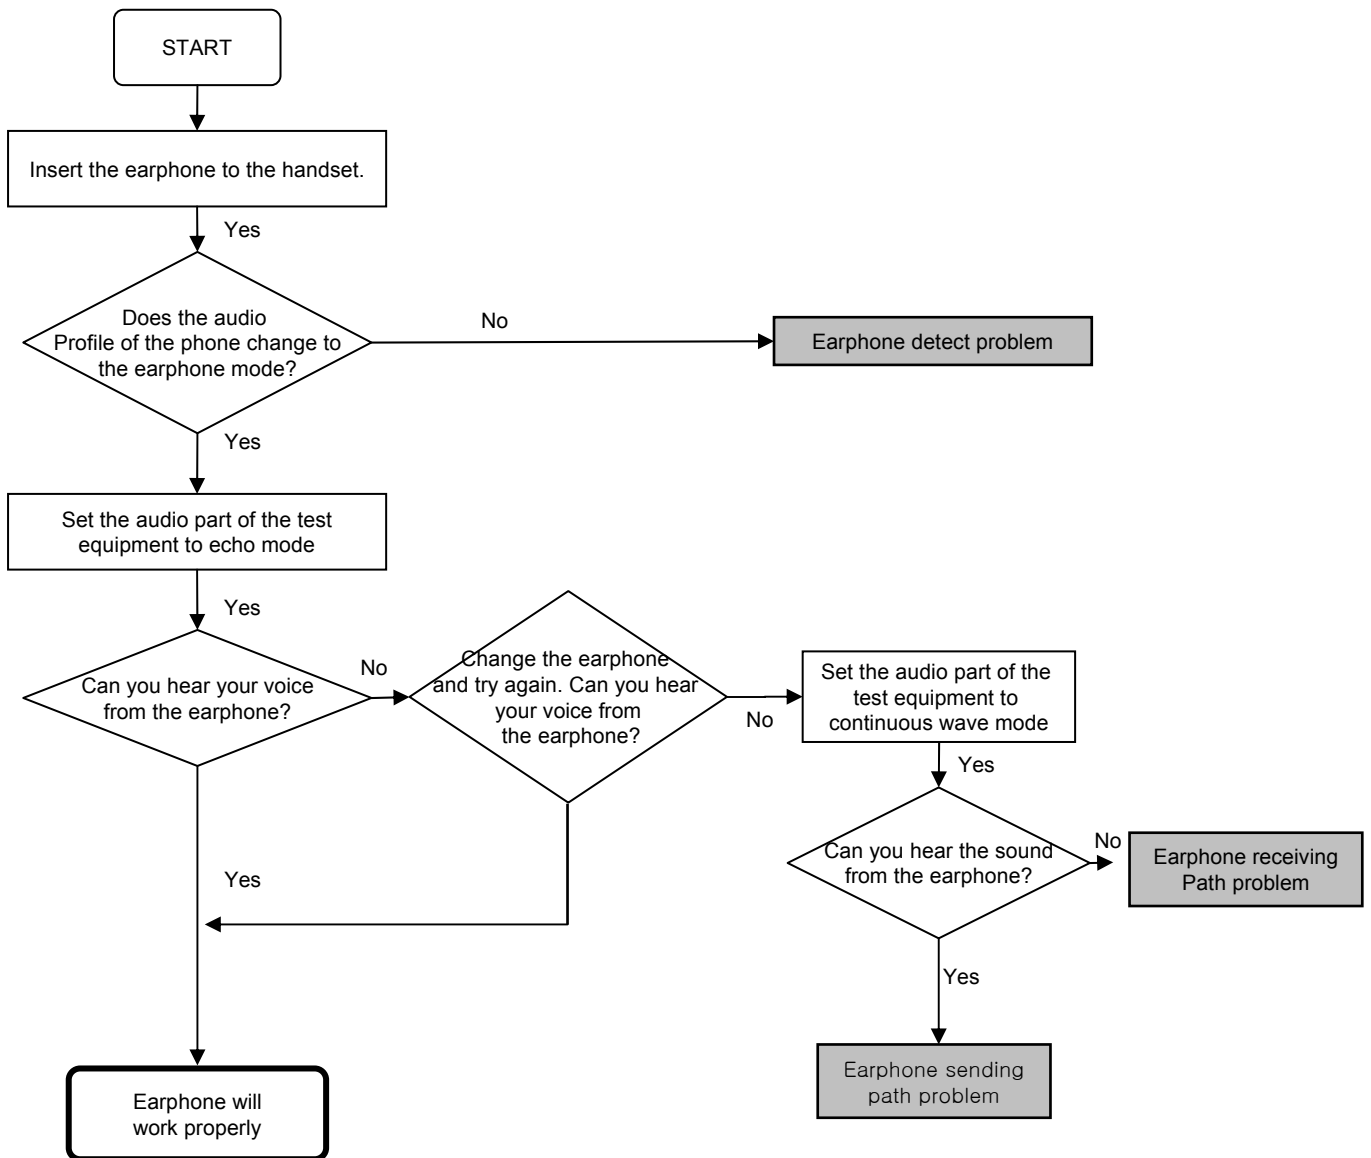 START
Insert the earphone to the handset.
Yes
Does the audio
Profile of the phone change to
the earphone mode?
No
Earphone detect problem
Yes
Set the audio part of the test
equipment to echo mode
Yes
Can you hear your voice
from the earphone?
No
Change the earphone
and try again. Can you hear
your voice from
the earphone?
No
Set the audio part of the
test equipment to
continuous wave mode
Yes
Can you hear the sound
from the earphone?
No
Earphone receiving
Path problem
Yes
Yes
Earphone sending
path problem
Earphone will
work properly